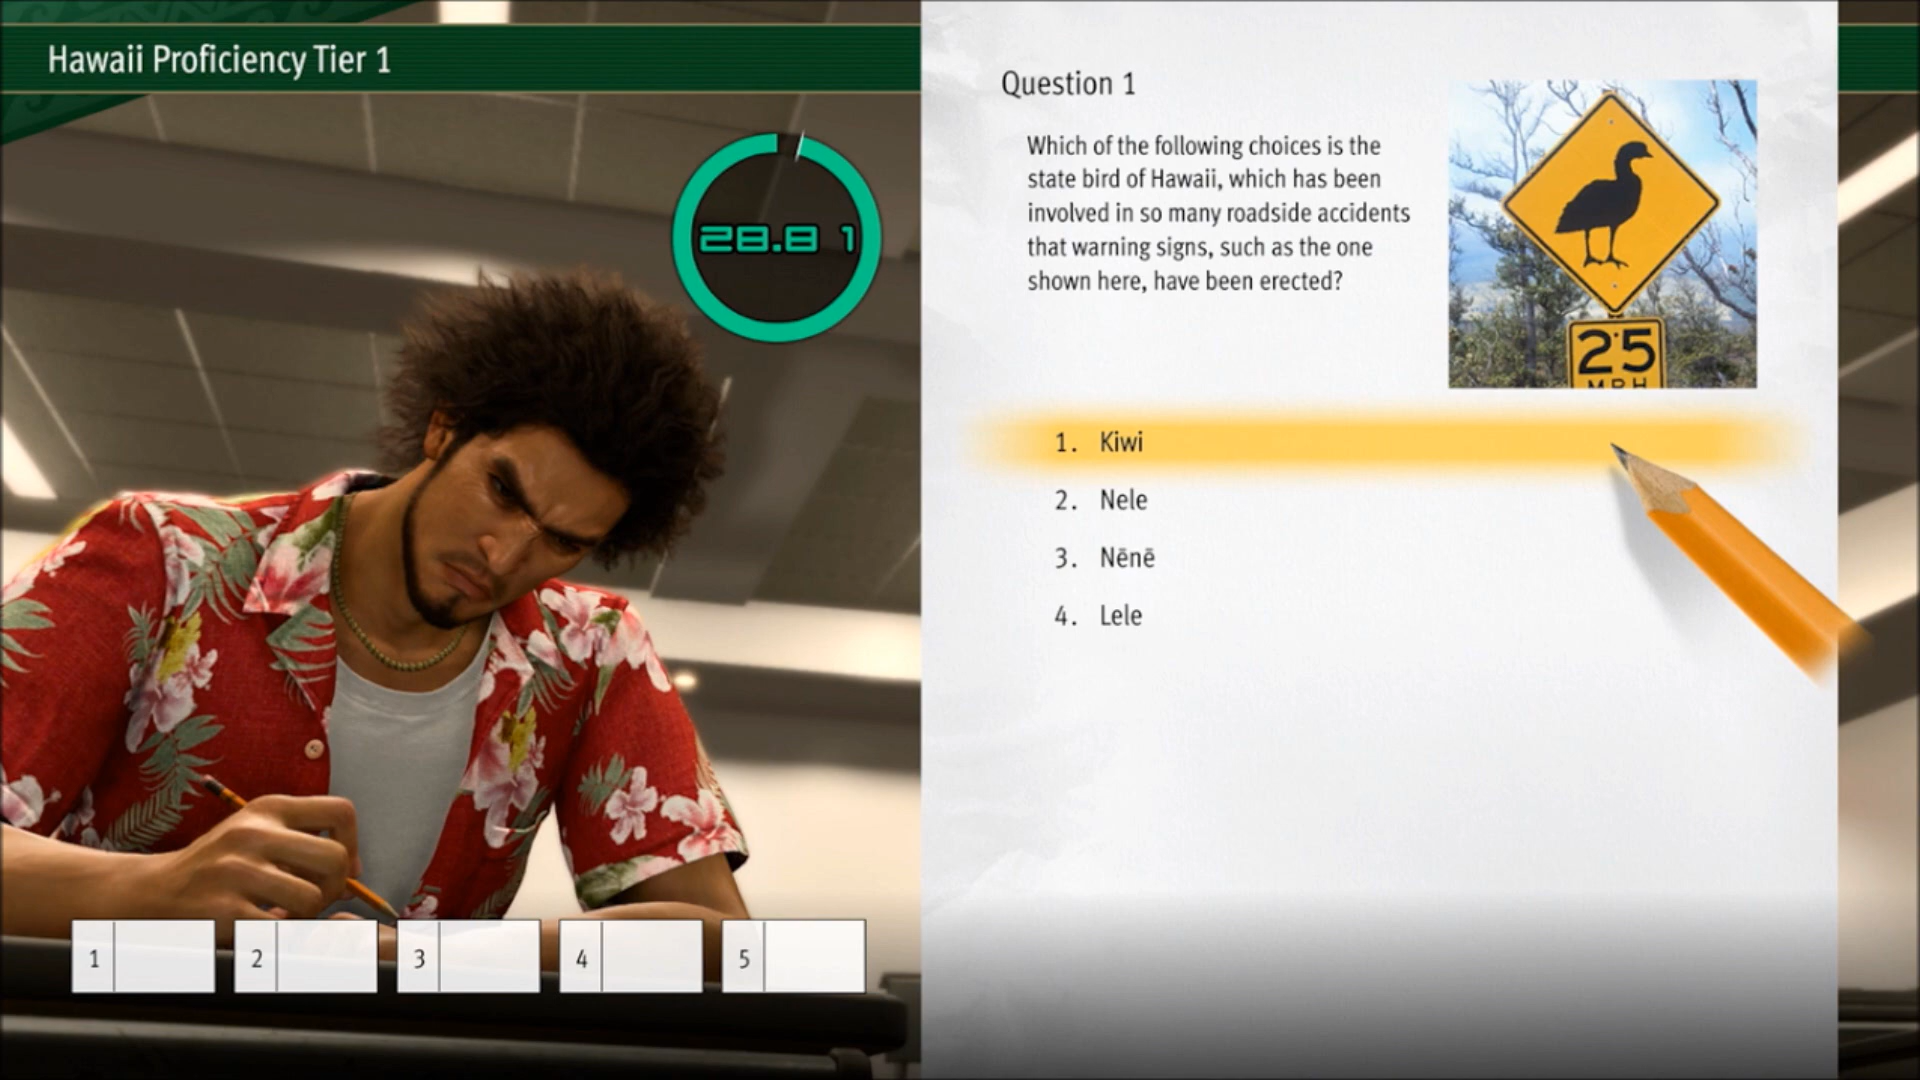 Hawaii Proficiency Tier 1
28.81
Question 1
Which of the following choices is the
state bird of Hawaii, which has been
involved in so many roadside accidents
that warning signs, such as the one
shown here, have been erected?
25
MPH
1. Kiwi
2. Nele
3. Nēnē
4. Lele
1 2 3 4 5